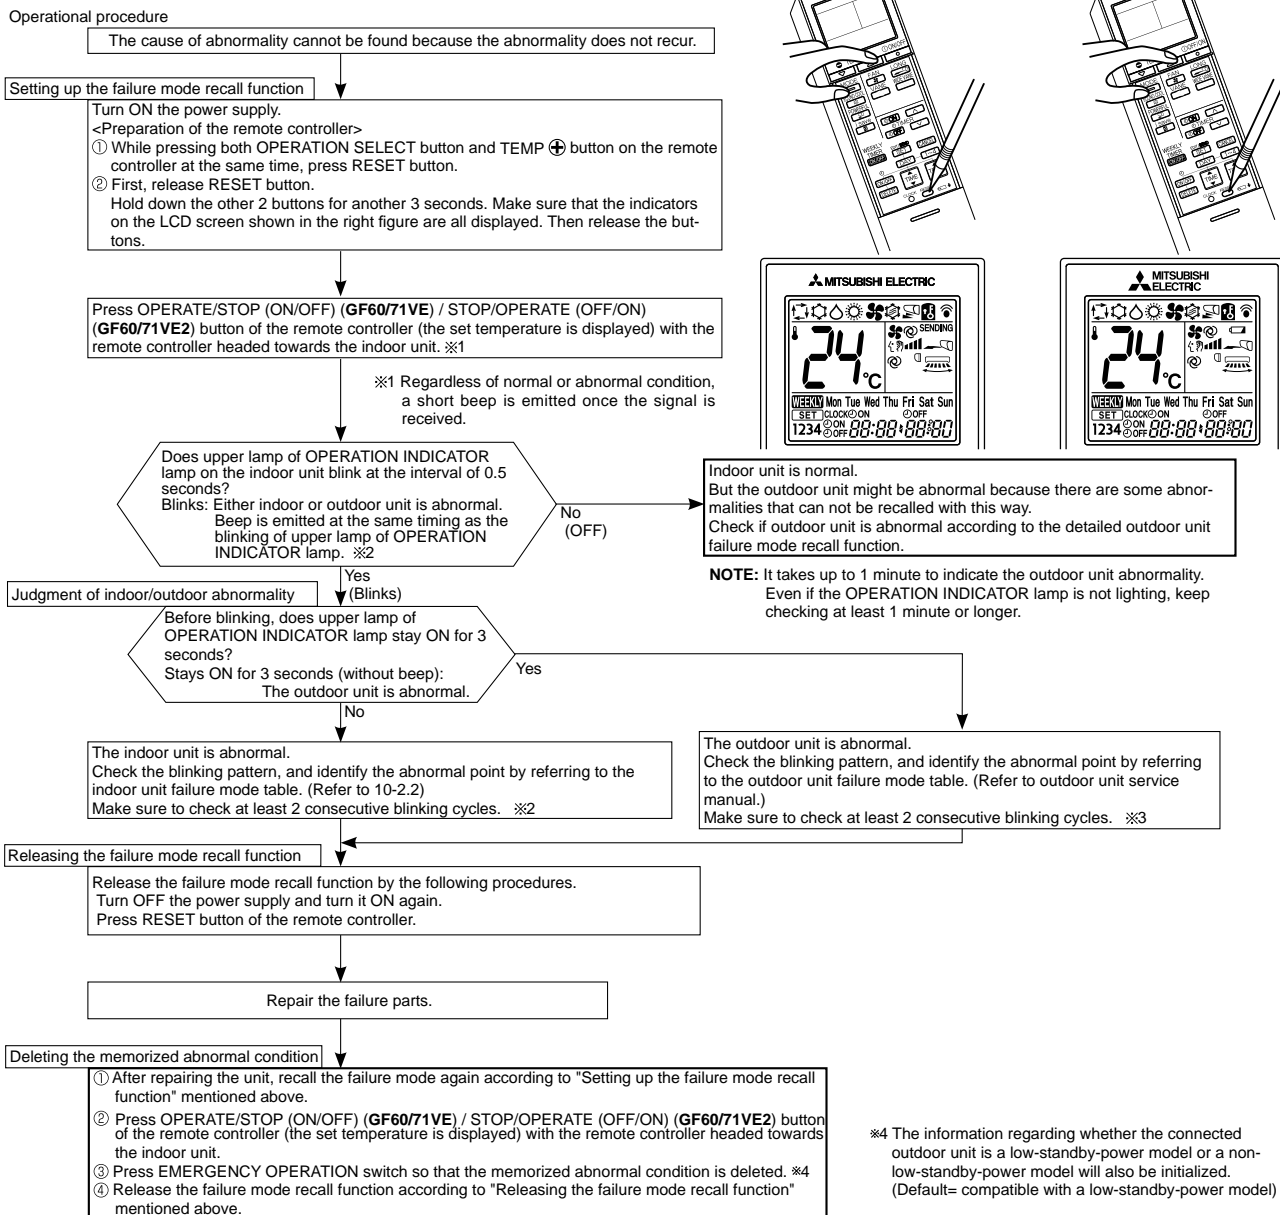 Operational procedure
The cause of abnormality cannot be found because the abnormality does not recur.
Setting up the failure mode recall function
Turn ON the power supply.
<Preparation of the remote controller>
① While pressing both OPERATION SELECT button and TEMP ⊕ button on the remote
controller at the same time, press RESET button.
② First, release RESET button.
Hold down the other 2 buttons for another 3 seconds. Make sure that the indicators
on the LCD screen shown in the right figure are all displayed. Then release the but-
tons.
Press OPERATE/STOP (ON/OFF) (GF60/71VE) / STOP/OPERATE (OFF/ON)
(GF60/71VE2) button of the remote controller (the set temperature is displayed) with the
remote controller headed towards the indoor unit. ※1
※1 Regardless of normal or abnormal condition,
a short beep is emitted once the signal is
received.
MITSUBISHI ELECTRIC
SENDING
24°C
WEEKLY Mon Tue Wed Thu Fri Sat Sun
SET CLOCK ON OFF
1234 ON OFF 88:88 88:80
MITSUBISHI
ELECTRIC
24°C
WEEKLY Mon Tue Wed Thu Fri Sat Sun
SET CLOCK ON OFF
1234 ON OFF 88:88 88:80
Does upper lamp of OPERATION INDICATOR
lamp on the indoor unit blink at the interval of 0.5
seconds?
Blinks: Either indoor or outdoor unit is abnormal.
Beep is emitted at the same timing as the
blinking of upper lamp of OPERATION
INDICATOR lamp. ※2
No
(OFF)
Indoor unit is normal.
But the outdoor unit might be abnormal because there are some abnor-
malities that can not be recalled with this way.
Check if outdoor unit is abnormal according to the detailed outdoor unit
failure mode recall function.
NOTE: It takes up to 1 minute to indicate the outdoor unit abnormality.
Even if the OPERATION INDICATOR lamp is not lighting, keep
checking at least 1 minute or longer.
Yes
(Blinks)
Judgment of indoor/outdoor abnormality
Before blinking, does upper lamp of
OPERATION INDICATOR lamp stay ON for 3
seconds?
Stays ON for 3 seconds (without beep):
The outdoor unit is abnormal.
Yes
No
The indoor unit is abnormal.
Check the blinking pattern, and identify the abnormal point by referring to the
indoor unit failure mode table. (Refer to 10-2.2)
Make sure to check at least 2 consecutive blinking cycles. ※2
The outdoor unit is abnormal.
Check the blinking pattern, and identify the abnormal point by referring
to the outdoor unit failure mode table. (Refer to outdoor unit service
manual.)
Make sure to check at least 2 consecutive blinking cycles. ※3
Releasing the failure mode recall function
Release the failure mode recall function by the following procedures.
Turn OFF the power supply and turn it ON again.
Press RESET button of the remote controller.
Repair the failure parts.
Deleting the memorized abnormal condition
① After repairing the unit, recall the failure mode again according to "Setting up the failure mode recall
function" mentioned above.
② Press OPERATE/STOP (ON/OFF) (GF60/71VE) / STOP/OPERATE (OFF/ON) (GF60/71VE2) button
of the remote controller (the set temperature is displayed) with the remote controller headed towards
the indoor unit.
③ Press EMERGENCY OPERATION switch so that the memorized abnormal condition is deleted. ※4
④ Release the failure mode recall function according to "Releasing the failure mode recall function"
mentioned above.
※4 The information regarding whether the connected
outdoor unit is a low-standby-power model or a non-
low-standby-power model will also be initialized.
(Default= compatible with a low-standby-power model)